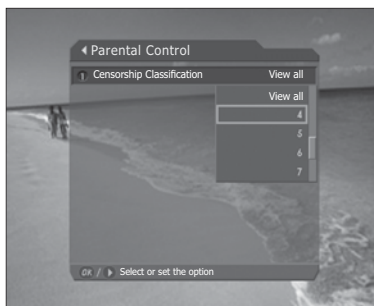 Parental Control
1 Censorship Classification View all
View all
4
5
6
7
OK / Select or set the option